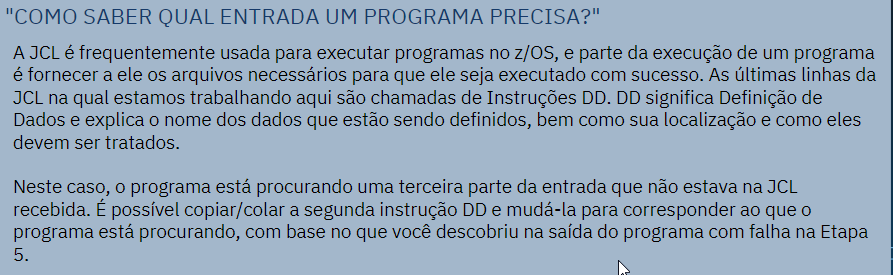 "COMO SABER QUAL ENTRADA UM PROGRAMA PRECISA?"
A JCL é frequentemente usada para executar programas no z/OS, e parte da execução de um programa
é fornecer a ele os arquivos necessários para que ele seja executado com sucesso. As últimas linhas da
JCL na qual estamos trabalhando aqui são chamadas de Instruções DD. DD significa Definição de
Dados e explica o nome dos dados que estão sendo definidos, bem como sua localização e como eles
devem ser tratados.
Neste caso, o programa está procurando uma terceira parte da entrada que não estava na JCL
recebida. É possível copiar/colar a segunda instrução DD e mudá-la para corresponder ao que o
programa está procurando, com base no que você descobriu na saída do programa com falha na Etapa
5.